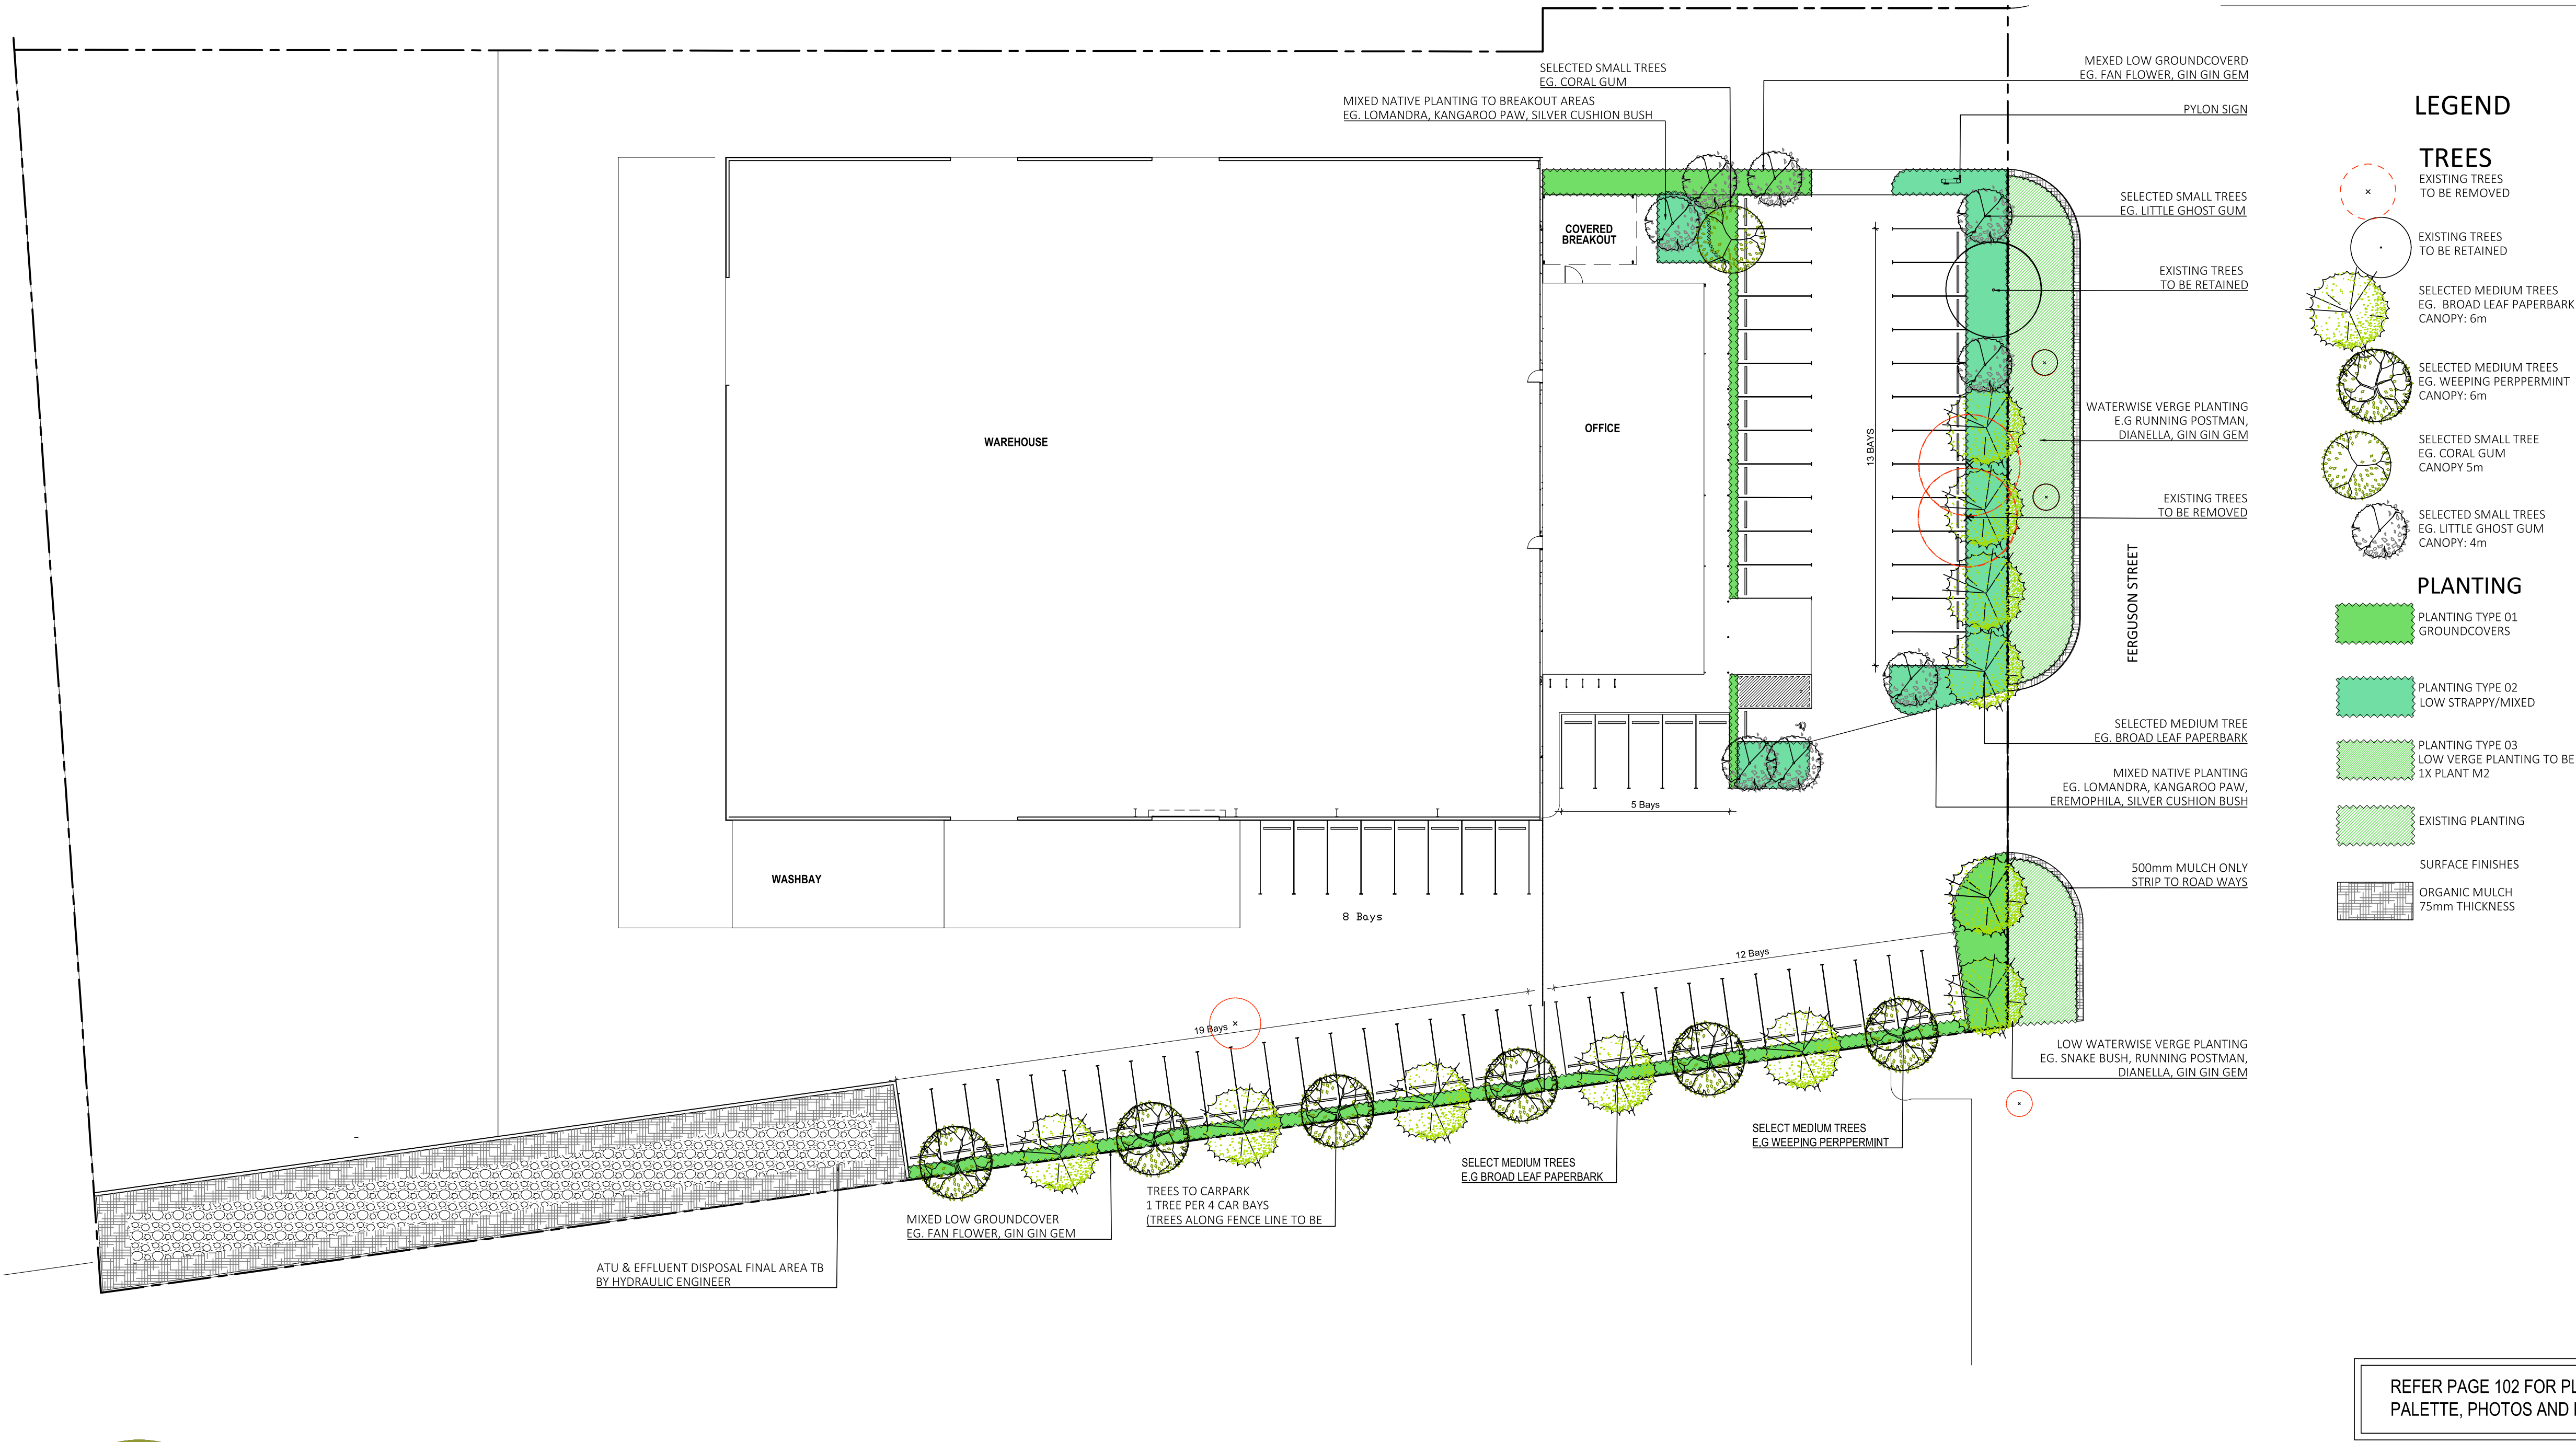 SELECTED SMALL TREES
EG. CORAL GUM
MIXED NATIVE PLANTING TO BREAKOUT AREAS
EG. LOMANDRA, KANGAROO PAW, SILVER CUSHION BUSH
MEXED LOW GROUNDCOVERD
EG. FAN FLOWER, GIN GIN GEM
PYLON SIGN
SELECTED SMALL TREES
EG. LITTLE GHOST GUM
EXISTING TREES
TO BE RETAINED
WATERWISE VERGE PLANTING
E.G RUNNING POSTMAN,
DIANELLA, GIN GIN GEM
EXISTING TREES
TO BE REMOVED
FERGUSON STREET
SELECTED MEDIUM TREE
EG. BROAD LEAF PAPERBARK
MIXED NATIVE PLANTING
EG. LOMANDRA, KANGAROO PAW,
EREMOPHILA, SILVER CUSHION BUSH
500mm MULCH ONLY
STRIP TO ROAD WAYS
LOW WATERWISE VERGE PLANTING
EG. SNAKE BUSH, RUNNING POSTMAN,
DIANELLA, GIN GIN GEM
COVERED
BREAKOUT
WAREHOUSE
OFFICE
13 BAYS
5 Bays
WASHBAY
8 Bays
12 Bays
19 Bays
SELECT MEDIUM TREES
E.G WEEPING PERPPERMINT
SELECT MEDIUM TREES
E.G BROAD LEAF PAPERBARK
TREES TO CARPARK
1 TREE PER 4 CAR BAYS
(TREES ALONG FENCE LINE TO BE
MIXED LOW GROUNDCOVER
EG. FAN FLOWER, GIN GIN GEM
ATU & EFFLUENT DISPOSAL FINAL AREA TB
BY HYDRAULIC ENGINEER
LEGEND
TREES
EXISTING TREES
TO BE REMOVED
EXISTING TREES
TO BE RETAINED
SELECTED MEDIUM TREES
EG. BROAD LEAF PAPERBARK
CANOPY: 6m
SELECTED MEDIUM TREES
EG. WEEPING PERPPERMINT
CANOPY: 6m
SELECTED SMALL TREE
EG. CORAL GUM
CANOPY 5m
SELECTED SMALL TREES
EG. LITTLE GHOST GUM
CANOPY: 4m
PLANTING
PLANTING TYPE 01
GROUNDCOVERS
PLANTING TYPE 02
LOW STRAPPY/MIXED
PLANTING TYPE 03
LOW VERGE PLANTING TO BE
1X PLANT M2
EXISTING PLANTING
SURFACE FINISHES
ORGANIC MULCH
75mm THICKNESS
REFER PAGE 102 FOR
PALETTE, PHOTOS AND